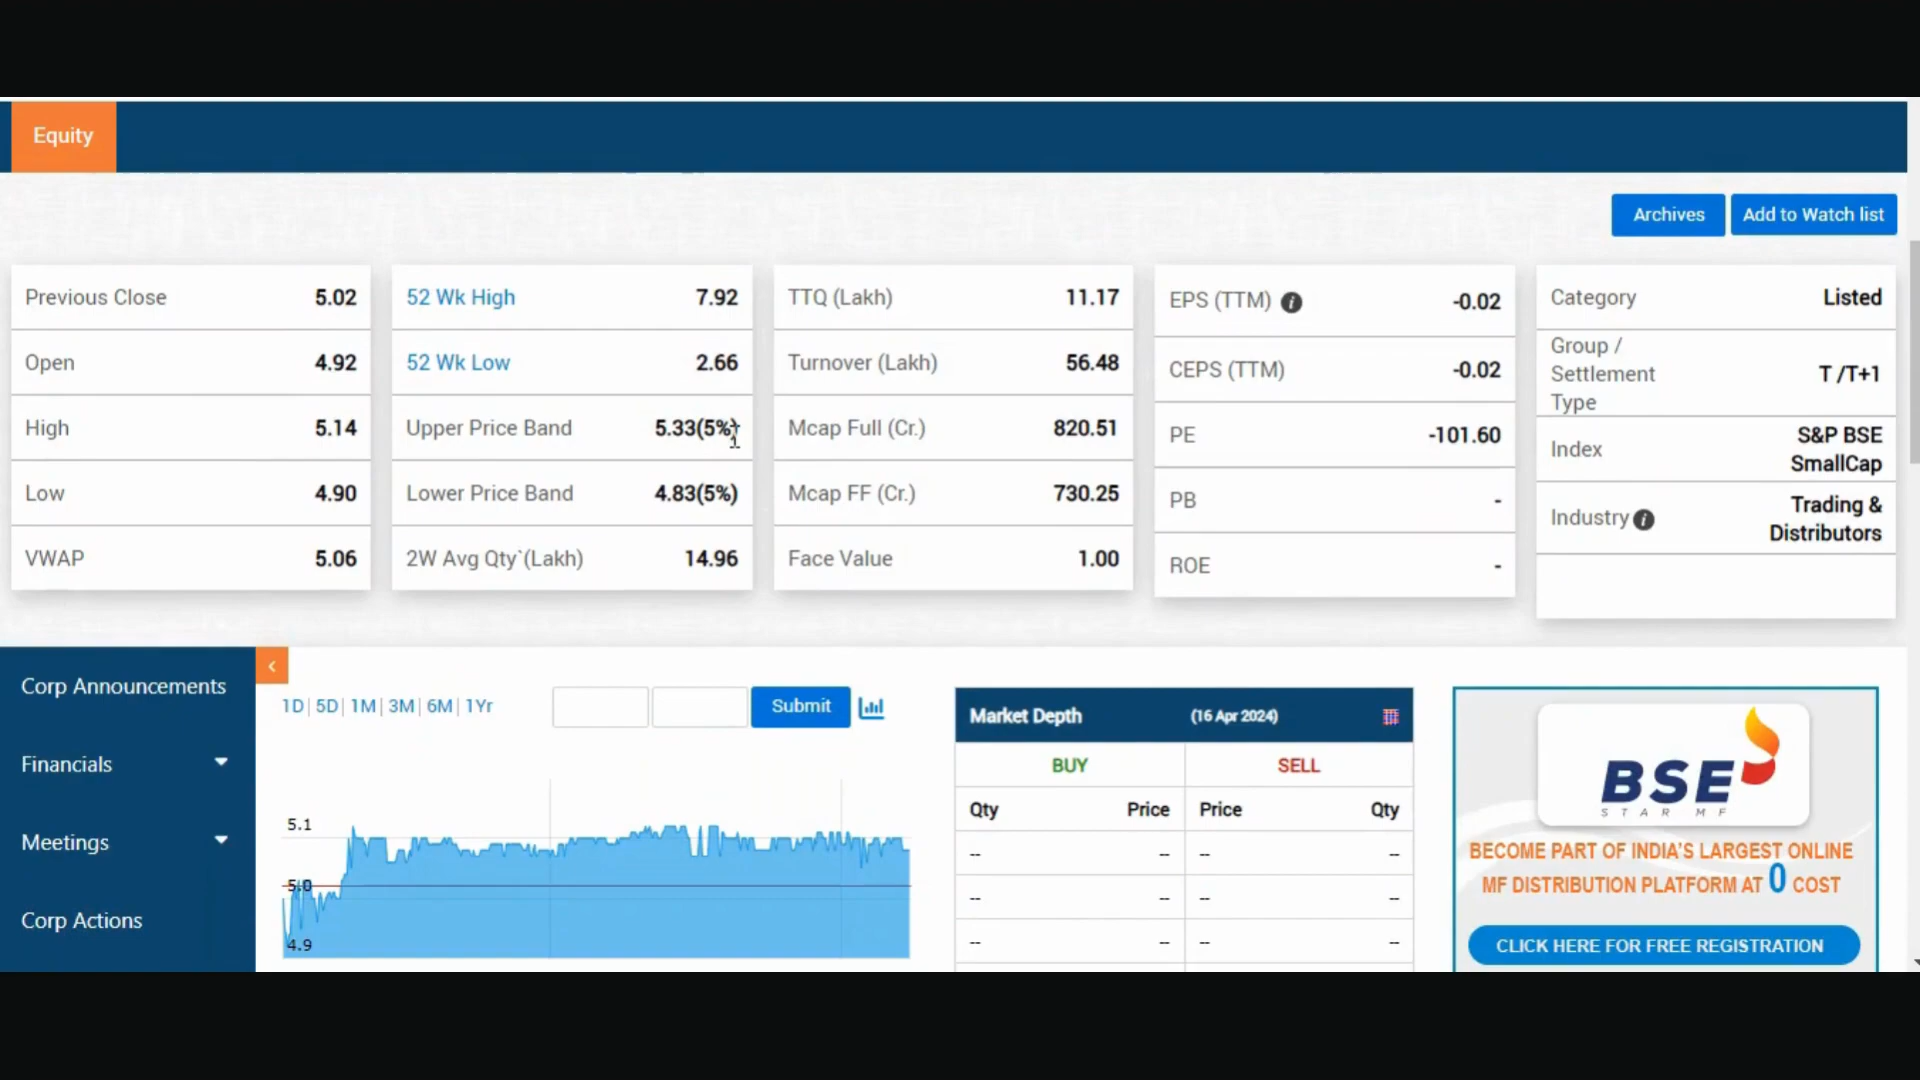 Equity
Archives
Add to Watch list
Previous Close 5.02
Open 4.92
High 5.14
Low 4.90
VWAP 5.06
52 Wk High 7.92
52 Wk Low 2.66
Upper Price Band 5.33(5%)
Lower Price Band 4.83(5%)
2W Avg Qty`(Lakh) 14.96
TTQ (Lakh) 11.17
Turnover (Lakh) 56.48
Mcap Full (Cr.) 820.51
Mcap FF (Cr.) 730.25
Face Value 1.00
EPS (TTM) i -0.02
CEPS (TTM) -0.02
PE -101.60
PB -
ROE -
Category Listed
Group /
Settlement T /T+1
Type
Index S&P BSE
SmallCap
Industry i Trading &
Distributors
Corp Announcements
Financials
Meetings
Corp Actions
1D| 5D| 1M| 3M| 6M| 1Yr
Submit
5.1
5.0
4.9
Market Depth (16 Apr 2024)
BUY SELL
Qty Price Price Qty
-- -- -- --
-- -- -- --
-- -- -- --
BSE
STAR MF
BECOME PART OF INDIA'S LARGEST ONLINE
MF DISTRIBUTION PLATFORM AT 0 COST
CLICK HERE FOR FREE REGISTRATION